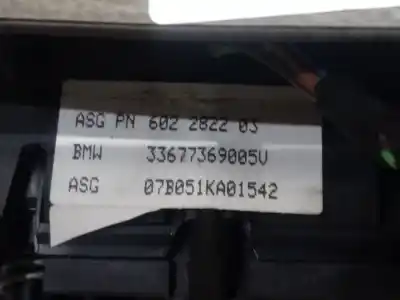 ASG PN 602 2822 03
BMW 33677369005V
ASG 07B051KA01542